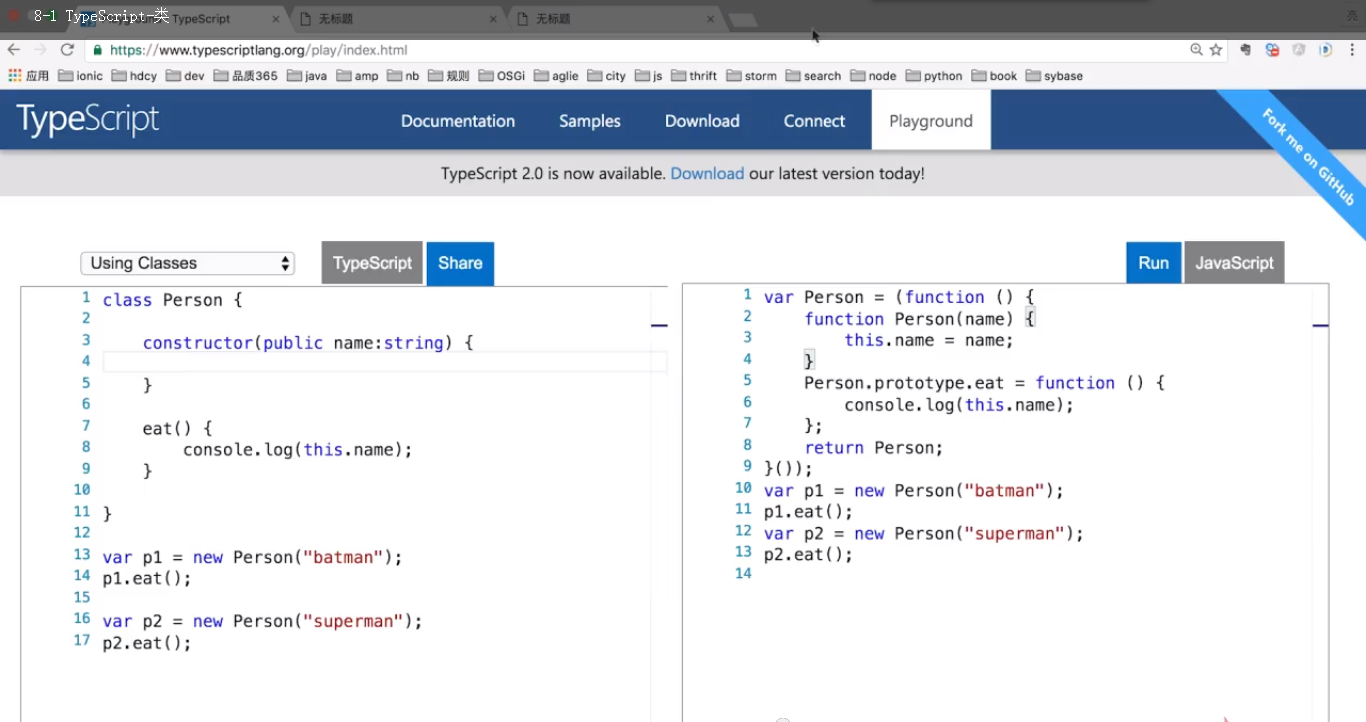 8-1 TypeScript-类
TypeScript
无标题
无标题
https://www.typescriptlang.org/play/index.html
应用 ionic hdcy dev 品质365 java amp nb 规则 OSGi aglie city js thrift storm search node python book sybase
TypeScript
Documentation Samples Download Connect Playground
Fork me on GitHub
TypeScript 2.0 is now available. Download our latest version today!
Using Classes TypeScript Share
Run JavaScript
1 class Person {
2
3 constructor(public name:string) {
4
5 }
6
7 eat() {
8 console.log(this.name);
9 }
10
11 }
12
13 var p1 = new Person("batman");
14 p1.eat();
15
16 var p2 = new Person("superman");
17 p2.eat();
1 var Person = (function () {
2 function Person(name) {
3 this.name = name;
4 }
5 Person.prototype.eat = function () {
6 console.log(this.name);
7 };
8 return Person;
9 }());
10 var p1 = new Person("batman");
11 p1.eat();
12 var p2 = new Person("superman");
13 p2.eat();
14